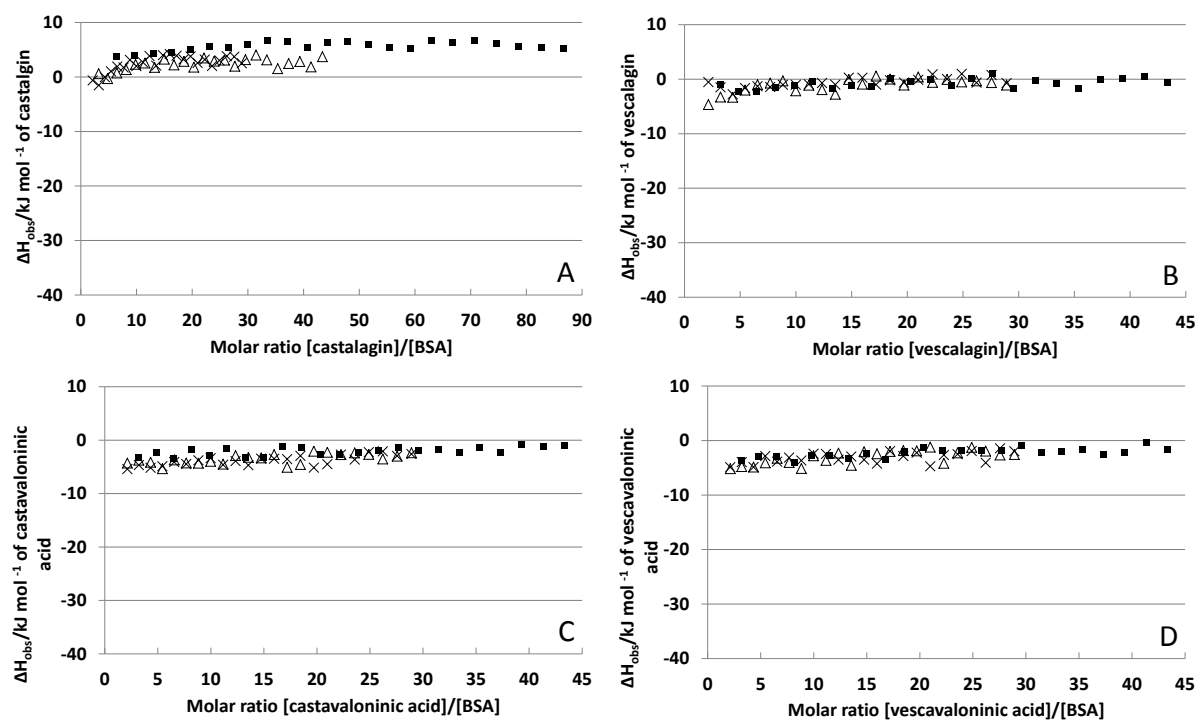 A
10
0
-10
-20
-30
-40
ΔHobs/kJ mol -1 of castalgin
0 10 20 30 40 50 60 70 80 90
Molar ratio [castalagin]/[BSA]
B
10
0
-10
-20
-30
-40
ΔHobs/kJ mol -1 of vescalagin
0 5 10 15 20 25 30 35 40 45
Molar ratio [vescalagin]/[BSA]
C
10
0
-10
-20
-30
-40
ΔHobs/kJ mol -1 of castavaloninic
acid
0 5 10 15 20 25 30 35 40 45
Molar ratio [castavaloninic acid]/[BSA]
D
10
0
-10
-20
-30
-40
ΔHobs/kJ mol -1 of vescavaloninic
acid
0 5 10 15 20 25 30 35 40 45
Molar ratio [vescavaloninic acid]/[BSA]